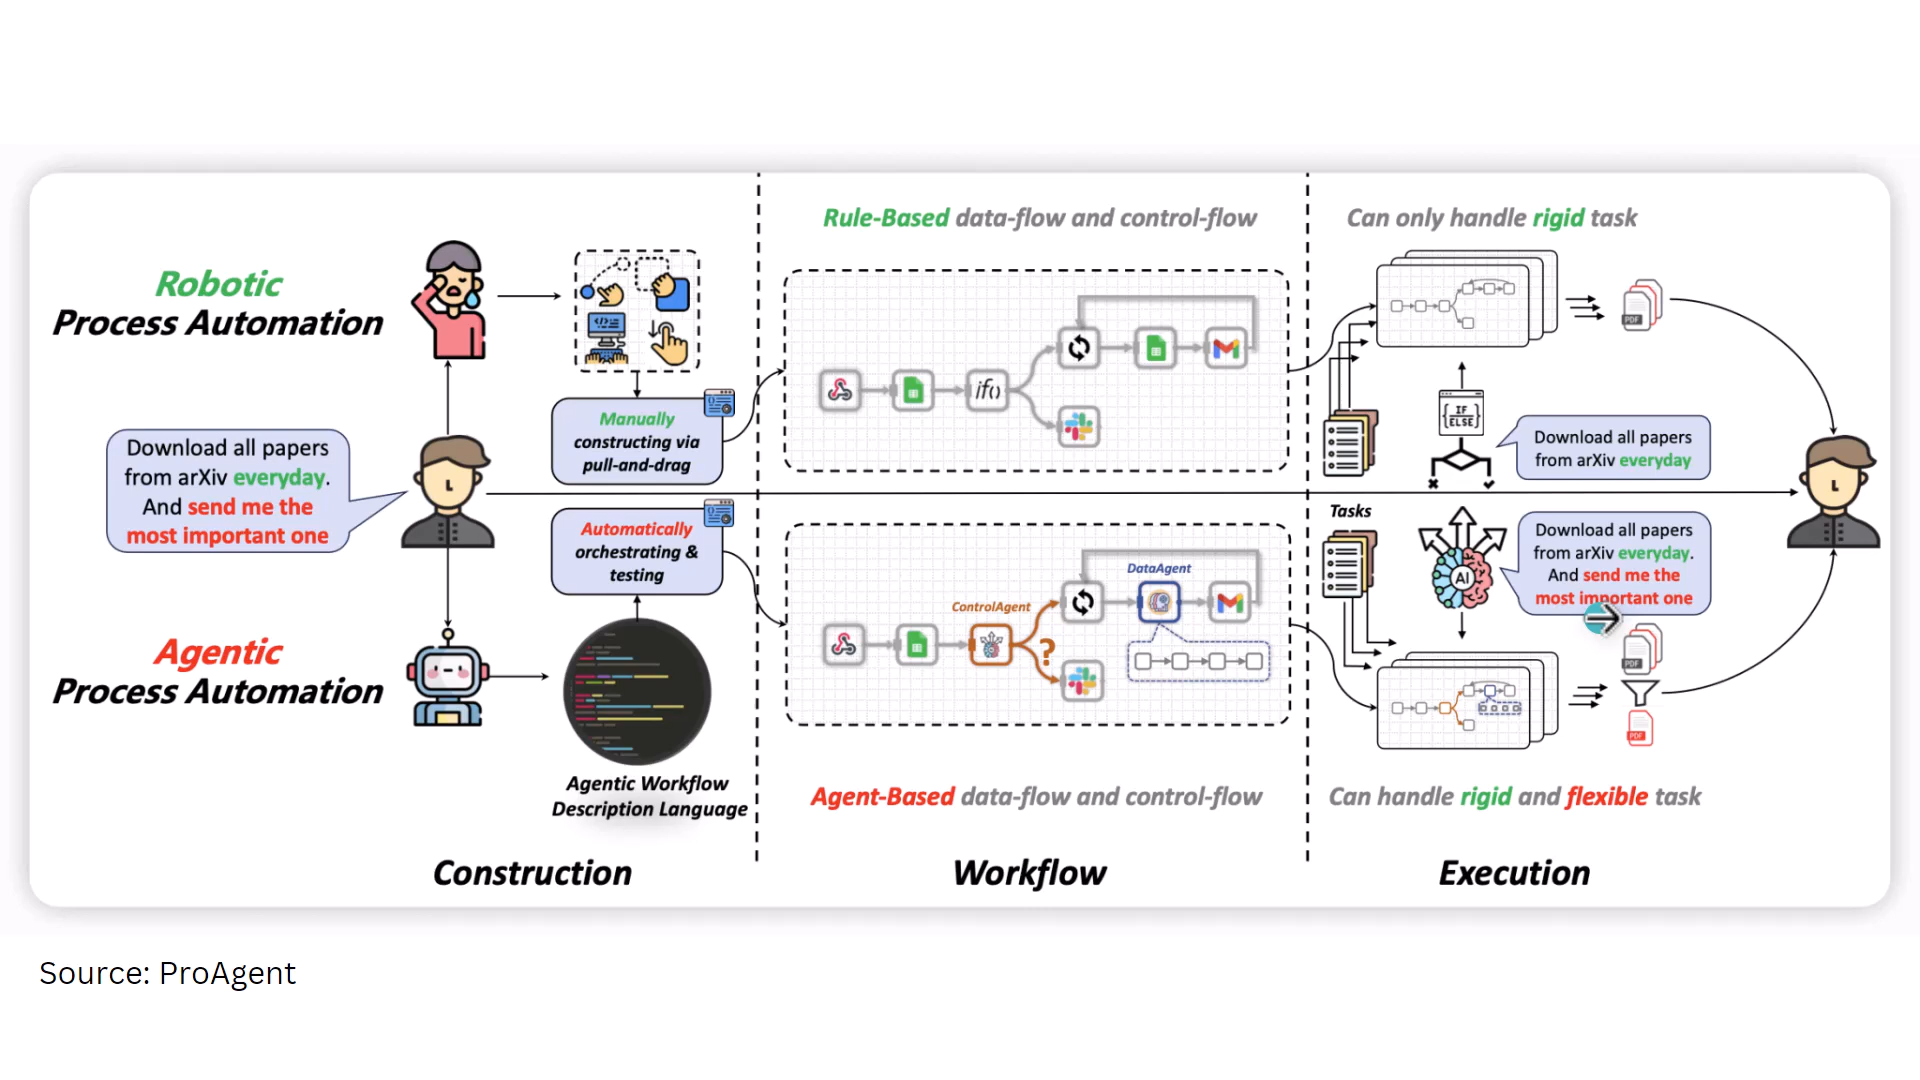 Robotic
Process Automation
Download all papers
from arXiv everyday.
And send me the
most important one
Agentic
Process Automation
Manually
constructing via
pull-and-drag
Automatically
orchestrating &
testing
Agentic Workflow
Description Language
Construction
Rule-Based data-flow and control-flow
if()
ControlAgent
?
DataAgent
Agent-Based data-flow and control-flow
Workflow
Can only handle rigid task
PDF
IF
ELSE
Download all papers
from arXiv everyday
Tasks
AI
Download all papers
from arXiv everyday.
And send me the
most important one
PDF
PDF
Can handle rigid and flexible task
Execution
Source: ProAgent